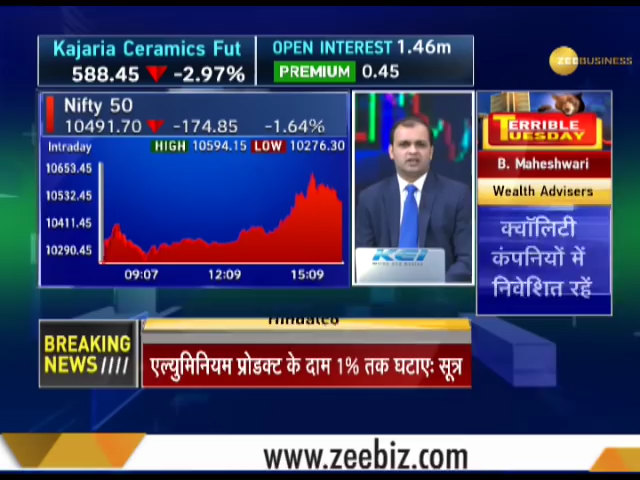 Kajaria Ceramics Fut
588.45 -2.97%
OPEN INTEREST 1.46m
PREMIUM 0.45
ZEEBUSINESS
Nifty 50
10491.70 -174.85 -1.64%
Intraday HIGH 10594.15 LOW 10276.30
10653.45
10532.45
10411.45
10290.45
09:07 12:09 15:09
KEI
TERRIBLE
TUESDAY
B. Maheshwari
Wealth Advisers
क्वॉलिटी
कंपनियों में
निवेशित रहें
BREAKING
NEWS
Hindalco
एल्युमिनियम प्रोडक्ट के दाम 1% तक घटाए: सूत्र
www.zeebiz.com